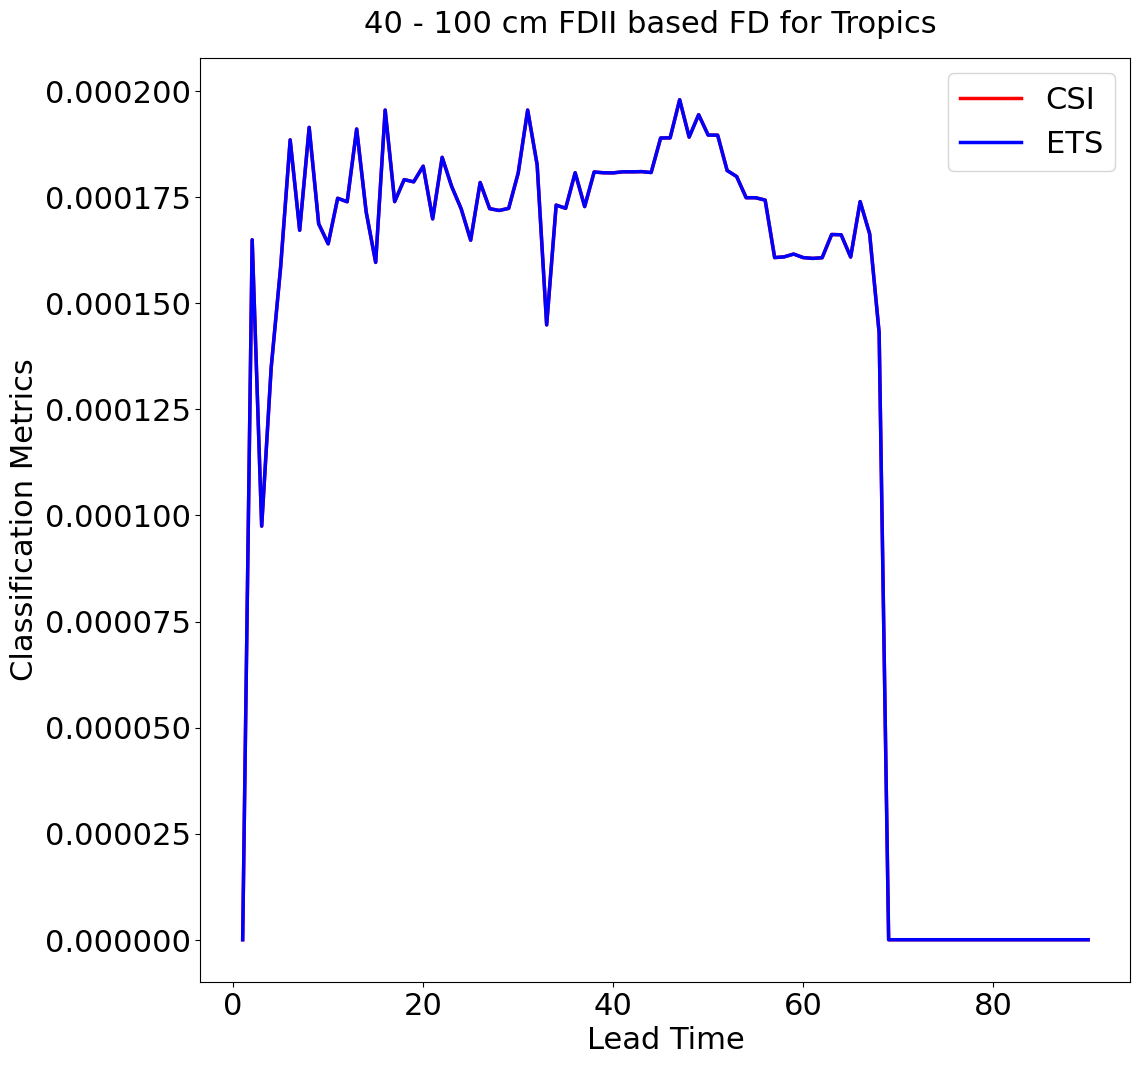 40 - 100 cm FDII based FD for Tropics
CSI
ETS
0.000200
0.000175
0.000150
0.000125
0.000100
0.000075
0.000050
0.000025
0.000000
Classification Metrics
0 20 40 60 80
Lead Time